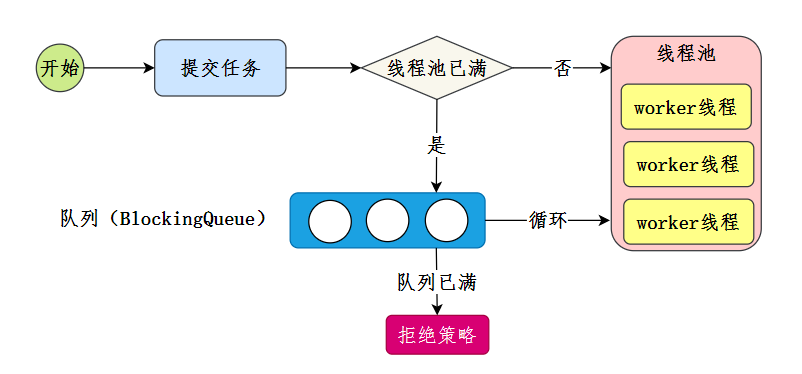 开始
提交任务
线程池已满
否
线程池
worker线程
worker线程
worker线程
是
队列（BlockingQueue）
循环
队列已满
拒绝策略